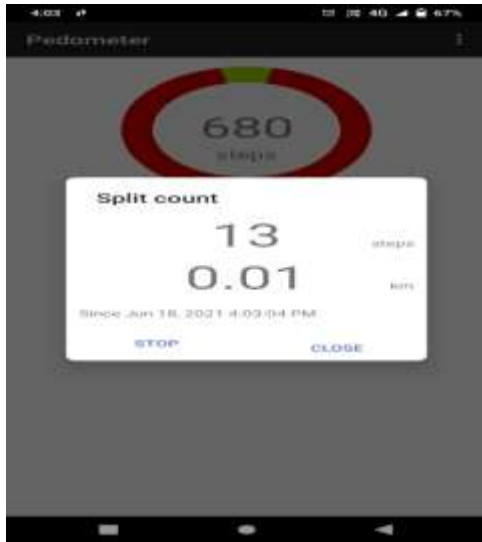 4:03 4G 67%
Pedometer
680
steps
Split count
13 steps
0.01 km
Since Jun 18, 2021 4:03:04 PM
STOP CLOSE